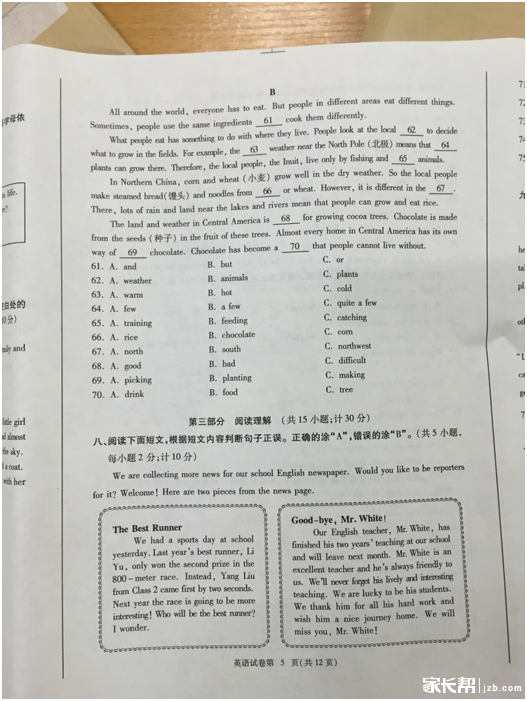 B
All around the world, everyone has to eat. But people in different areas eat different things.
Sometimes, people use the same ingredients 61 cook them differently.
What people eat has something to do with where they live. People look at the local 62 to decide
what to grow in the fields. For example, the 63 weather near the North Pole (北极) means that 64
plants can grow there. Therefore, the local people, the Inuit, live only by fishing and 65 animals.
In Northern China, corn and wheat (小麦) grow well in the dry weather. So the local people
make steamed bread(馒头) and noodles from 66 or wheat. However, it is different in the 67 .
There, lots of rain and land near the lakes and rivers mean that people can grow and eat rice.
The land and weather in Central America is 68 for growing cocoa trees. Chocolate is made
from the seeds (种子) in the fruit of these trees. Almost every home in Central America has its own
way of 69 chocolate. Chocolate has become a 70 that people cannot live without.
61. A. and B. but C. or
62. A. weather B. animals C. plants
63. A. warm B. hot C. cold
64. A. few B. a few C. quite a few
65. A. training B. feeding C. catching
66. A. rice B. chocolate C. corn
67. A. north B. south C. northwest
68. A. good B. bad C. difficult
69. A. picking B. planting C. making
70. A. drink B. food C. tree
第三部分 阅读理解 (共15小题;计30分)
八、阅读下面短文,根据短文内容判断句子正误。正确的涂“A”,错误的涂“B”。(共5小题,
每小题2分;计10分)
We are collecting more news for our school English newspaper. Would you like to be reporters
for it? Welcome! Here are two pieces from the news page.
The Best Runner
We had a sports day at school
yesterday. Last year's best runner, Li
Yu, only won the second prize in the
800-meter race. Instead, Yang Liu
from Class 2 came first by two seconds.
Next year the race is going to be more
interesting! Who will be the best runner?
I wonder.
Good-bye, Mr. White!
Our English teacher, Mr. White, has
finished his two years' teaching at our school
and will leave next month. Mr. White is an
excellent teacher and he's always friendly to
us. We'll never forget his lively and interesting
teaching. We are lucky to be his students.
We thank him for all his hard work and
wish him a nice journey home. We will
miss you, Mr. White!
英语试卷第 5 页(共12页)
家长帮 jzb.com